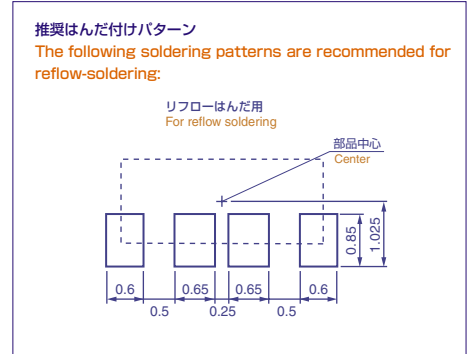 推奨はんだ付けパターン
The following soldering patterns are recommended for
reflow-soldering:
リフローはんだ用
For reflow soldering
部品中心
Center
0.85
1.025
0.6
0.65
0.65
0.6
0.5
0.25
0.5